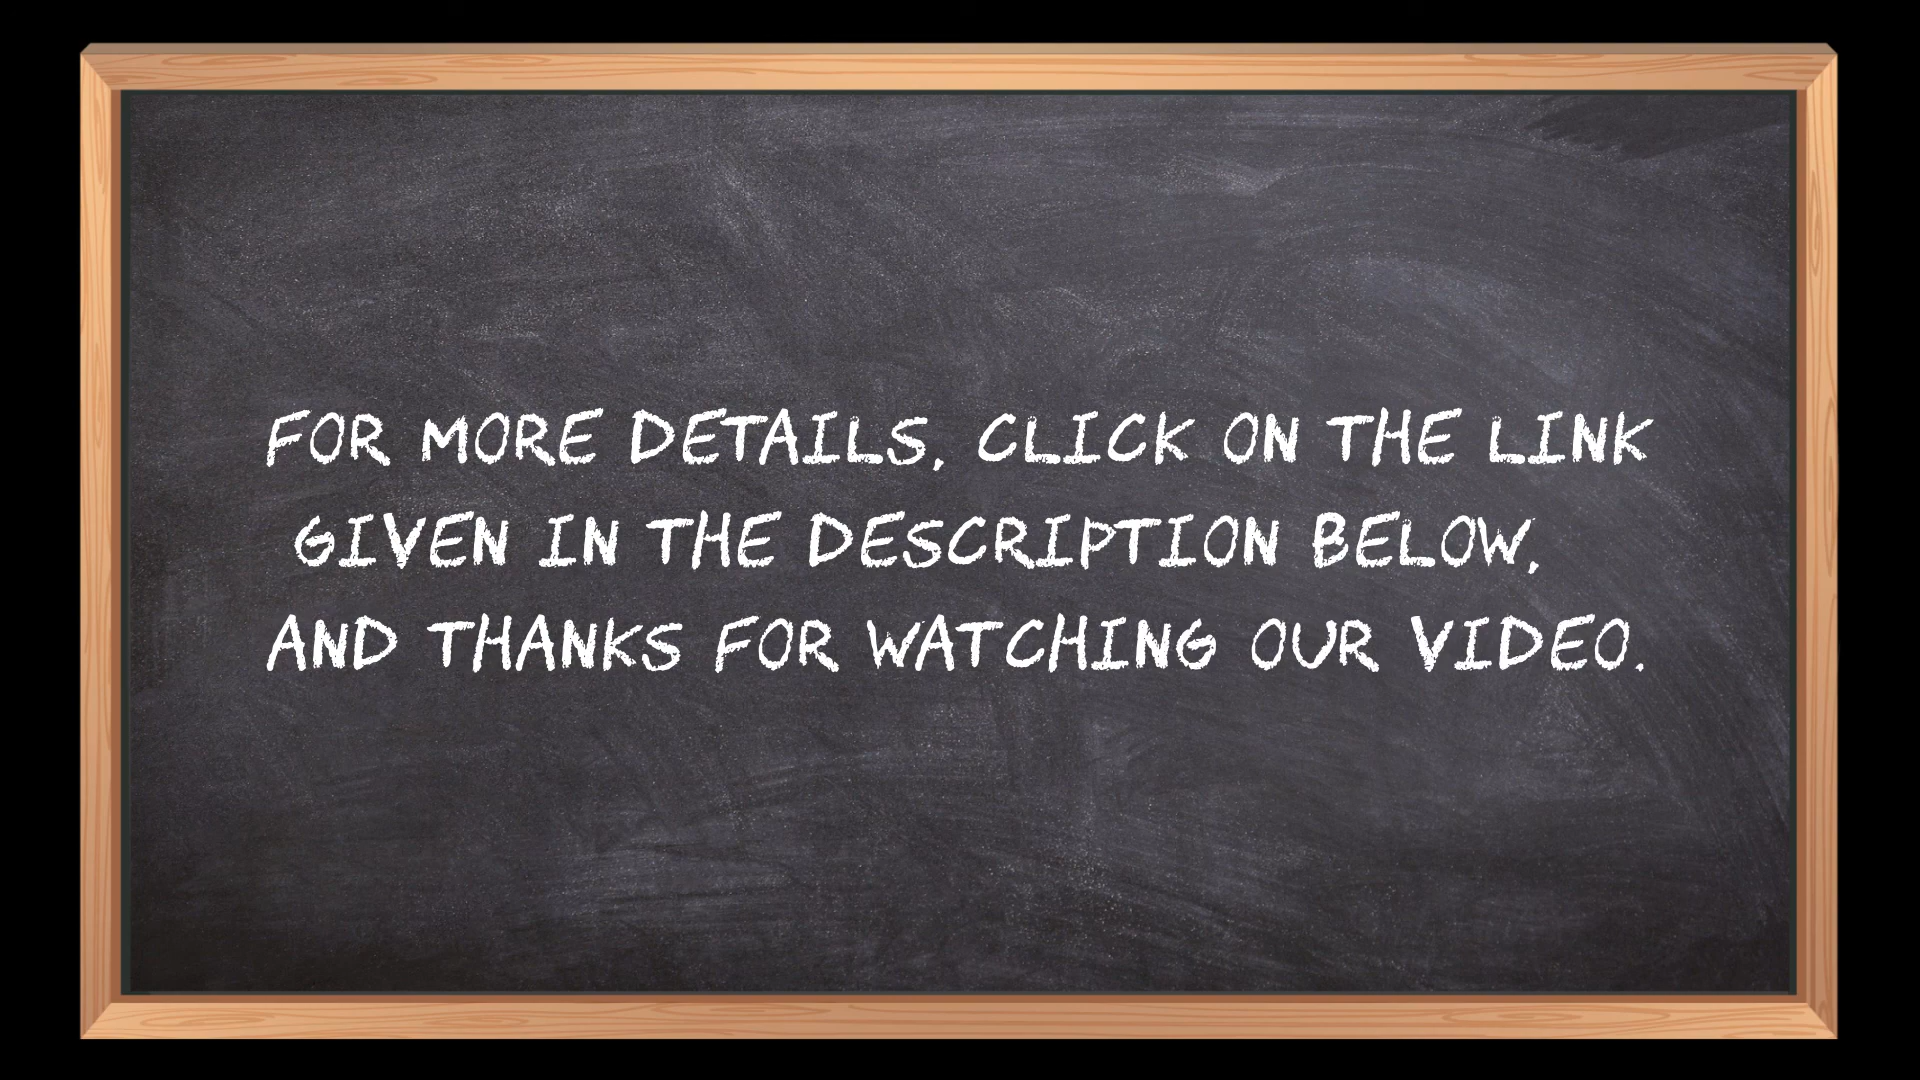 FOR MORE DETAILS, CLICK ON THE LINK
GIVEN IN THE DESCRIPTION BELOW,
AND THANKS FOR WATCHING OUR VIDEO.